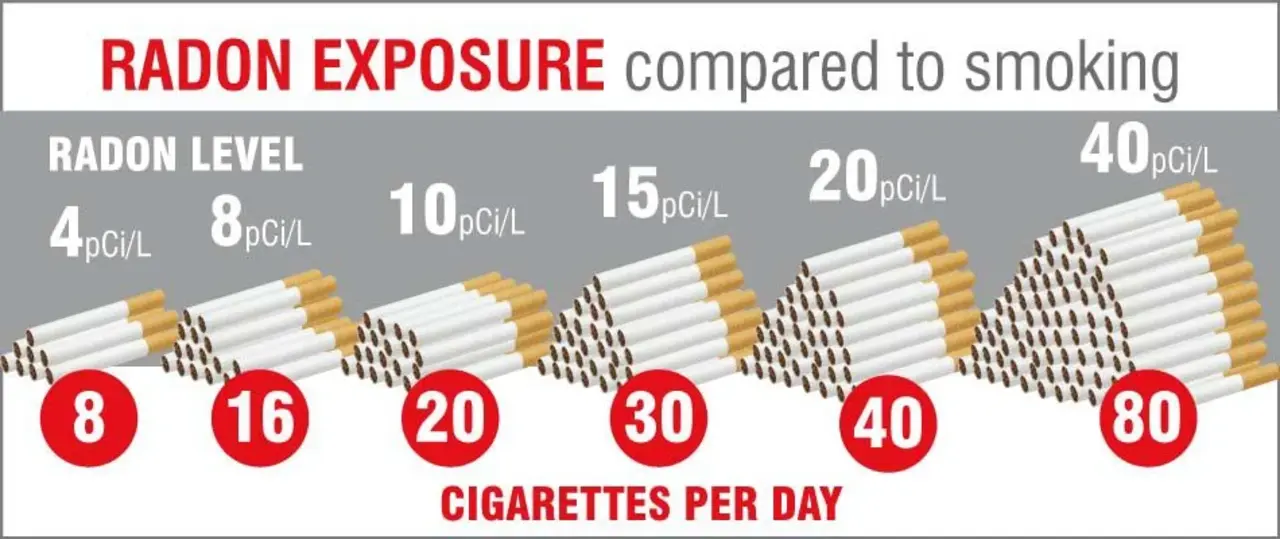 RADON EXPOSURE compared to smoking
RADON LEVEL
4pCi/L
8pCi/L
10pCi/L
15pCi/L
20pCi/L
40pCi/L
8
16
20
30
40
80
CIGARETTES PER DAY